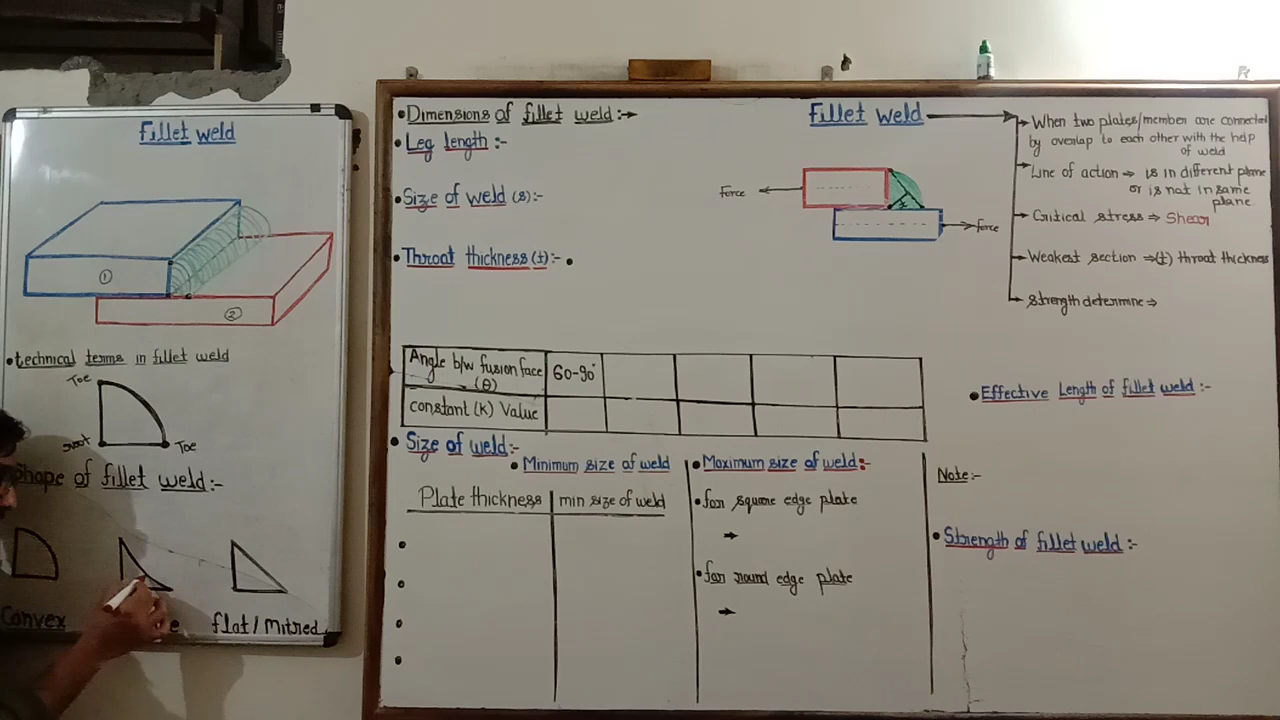 Fillet weld
①
②
•technical terms in fillet weld
Toe
Toe
Shape of fillet weld:-
Convex
flat/Mitred
•Dimensions of fillet weld:→
•Leg length:-
•Size of weld (s):-
•Throat thickness(t):- •
Fillet weld
Force
Force
When two plates/member are connected
by overlap to each other with the help
of weld
Line of action ⇒ is in different plane
or is not in same
plane
Critical stress ⇒ Shear
Weakest section ⇒(t) throat thickness
Strength determine ⇒
Angle b/w fusion face 60-90°
(θ)
constant (K) Value
•Size of weld:-
•Minimum size of weld
Plate thickness min size of weld
•Maximum size of weld:-
•for square edge plate
•for round edge plate
•Effective Length of fillet weld:-
Note:-
•Strength of fillet weld:-